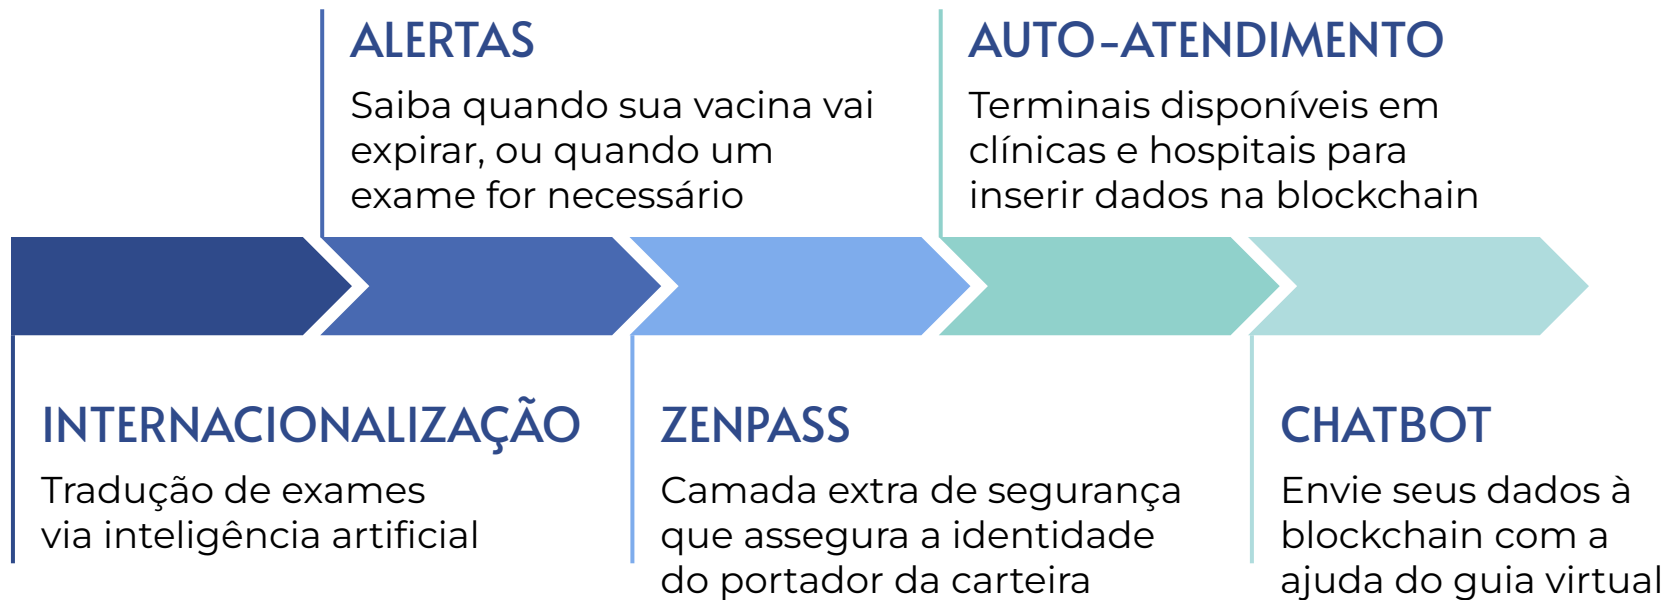 ALERTAS
Saiba quando sua vacina vai
expirar, ou quando um
exame for necessário
AUTO-ATENDIMENTO
Terminais disponíveis em
clínicas e hospitais para
inserir dados na blockchain
INTERNACIONALIZAÇÃO
Tradução de exames
via inteligência artificial
ZENPASS
Camada extra de segurança
que assegura a identidade
do portador da carteira
CHATBOT
Envie seus dados à
blockchain com a
ajuda do guia virtual